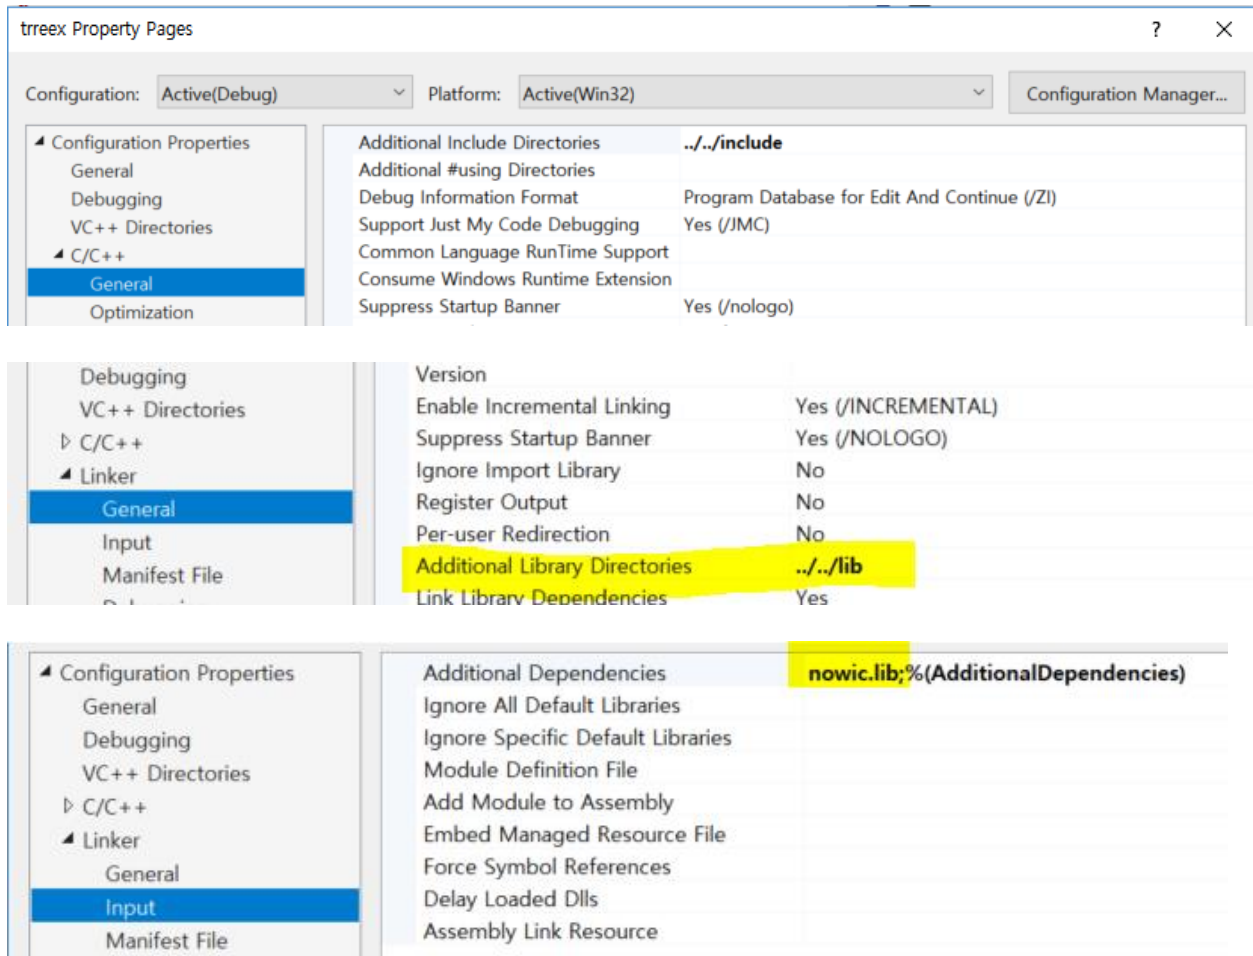 trreex Property Pages ? ×
Configuration: Active(Debug) Platform: Active(Win32) Configuration Manager...
Configuration Properties
General
Debugging
VC++ Directories
C/C++
General
Optimization
Additional Include Directories ../../include
Additional #using Directories
Debug Information Format Program Database for Edit And Continue (/ZI)
Support Just My Code Debugging Yes (/JMC)
Common Language RunTime Support
Consume Windows Runtime Extension
Suppress Startup Banner Yes (/nologo)
Debugging
VC++ Directories
C/C++
Linker
General
Input
Manifest File
Version
Enable Incremental Linking Yes (/INCREMENTAL)
Suppress Startup Banner Yes (/NOLOGO)
Ignore Import Library No
Register Output No
Per-user Redirection No
Additional Library Directories ../../lib
Link Library Dependencies Yes
Configuration Properties
General
Debugging
VC++ Directories
C/C++
Linker
General
Input
Manifest File
Additional Dependencies nowic.lib;%(AdditionalDependencies)
Ignore All Default Libraries
Ignore Specific Default Libraries
Module Definition File
Add Module to Assembly
Embed Managed Resource File
Force Symbol References
Delay Loaded Dlls
Assembly Link Resource